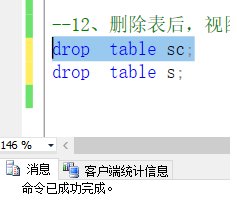 --12、删除表后，视
drop  table sc;
drop  table s;
146 %
消息 客户端统计信息
命令已成功完成。